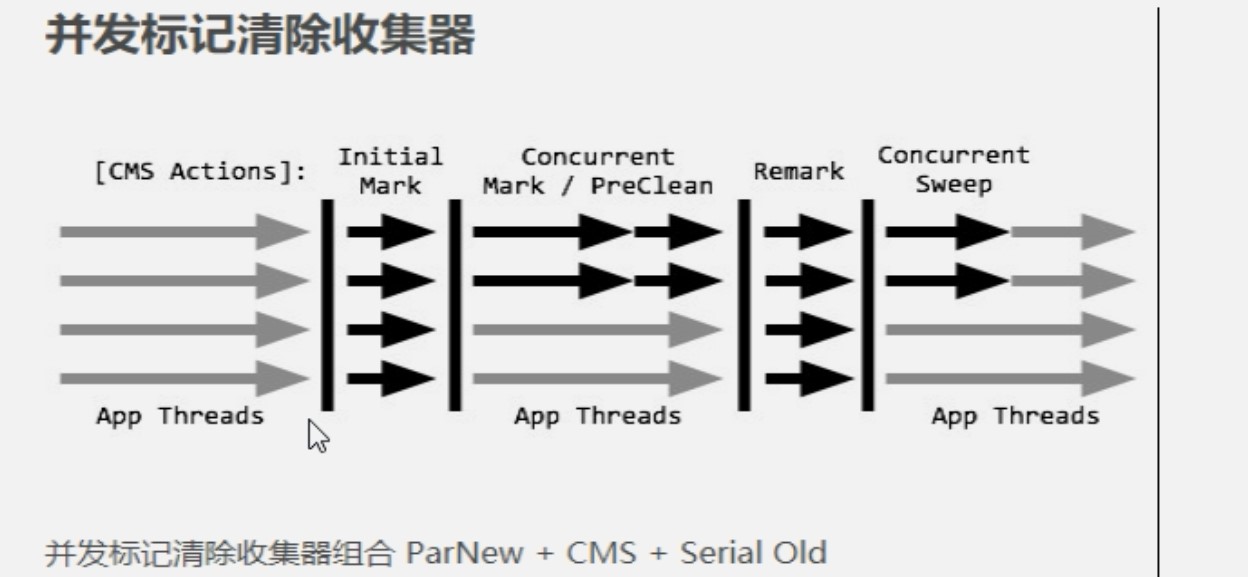 并发标记清除收集器
[CMS Actions]:
Initial
Mark
Concurrent
Mark / PreClean
Remark
Concurrent
Sweep
App Threads
App Threads
App Threads
并发标记清除收集器组合 ParNew + CMS + Serial Old